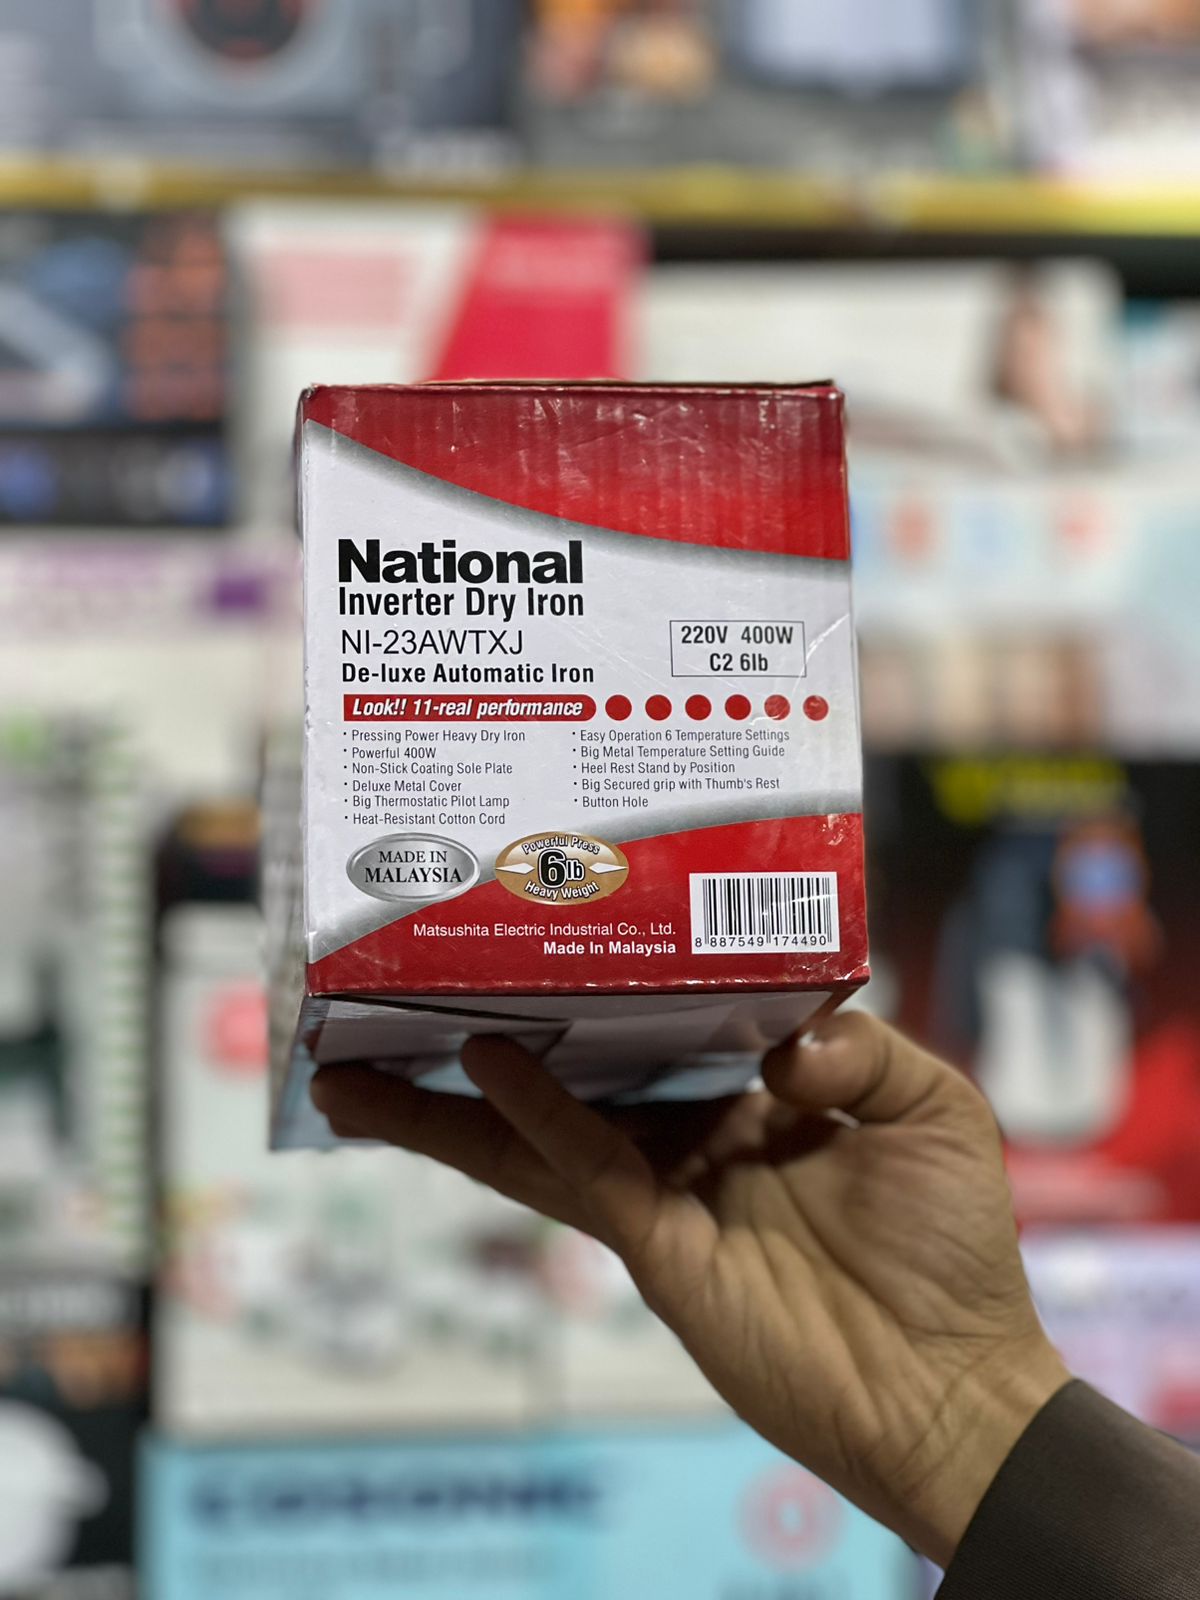 National
Inverter Dry Iron
NI-23AWTXJ
De-luxe Automatic Iron
220V 400W
C2 6lb
Look!! 11-real performance
· Pressing Power Heavy Dry Iron
· Powerful 400W
· Non-Stick Coating Sole Plate
· Deluxe Metal Cover
· Big Thermostatic Pilot Lamp
· Heat-Resistant Cotton Cord
· Easy Operation 6 Temperature Settings
· Big Metal Temperature Setting Guide
· Heel Rest Stand by Position
· Big Secured grip with Thumb's Rest
· Button Hole
MADE IN
MALAYSIA
Powerful Press
6lb
Heavy Weight
Matsushita Electric Industrial Co., Ltd.
Made In Malaysia
8 887549 174490